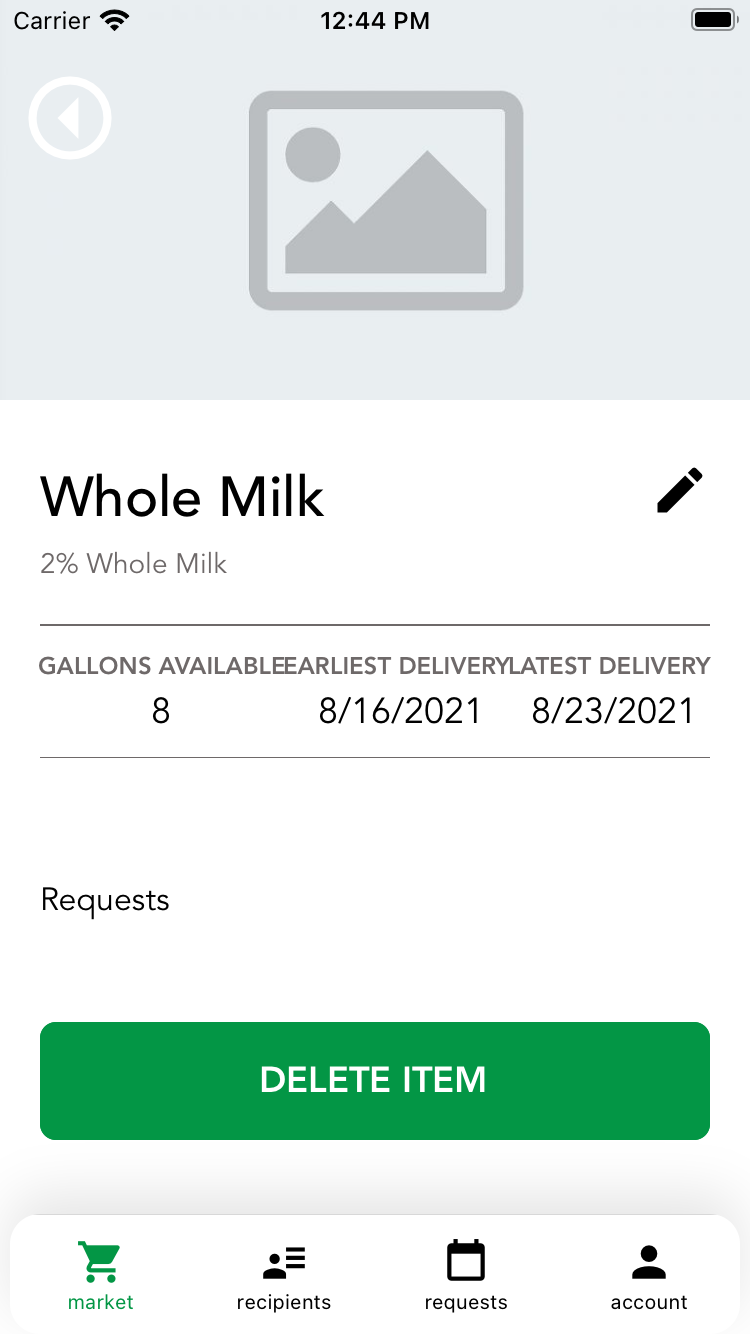 Carrier 12:44 PM
Whole Milk
2% Whole Milk
GALLONS AVAILABLE EARLIEST DELIVERY LATEST DELIVERY
8 8/16/2021 8/23/2021
Requests
DELETE ITEM
market recipients requests account